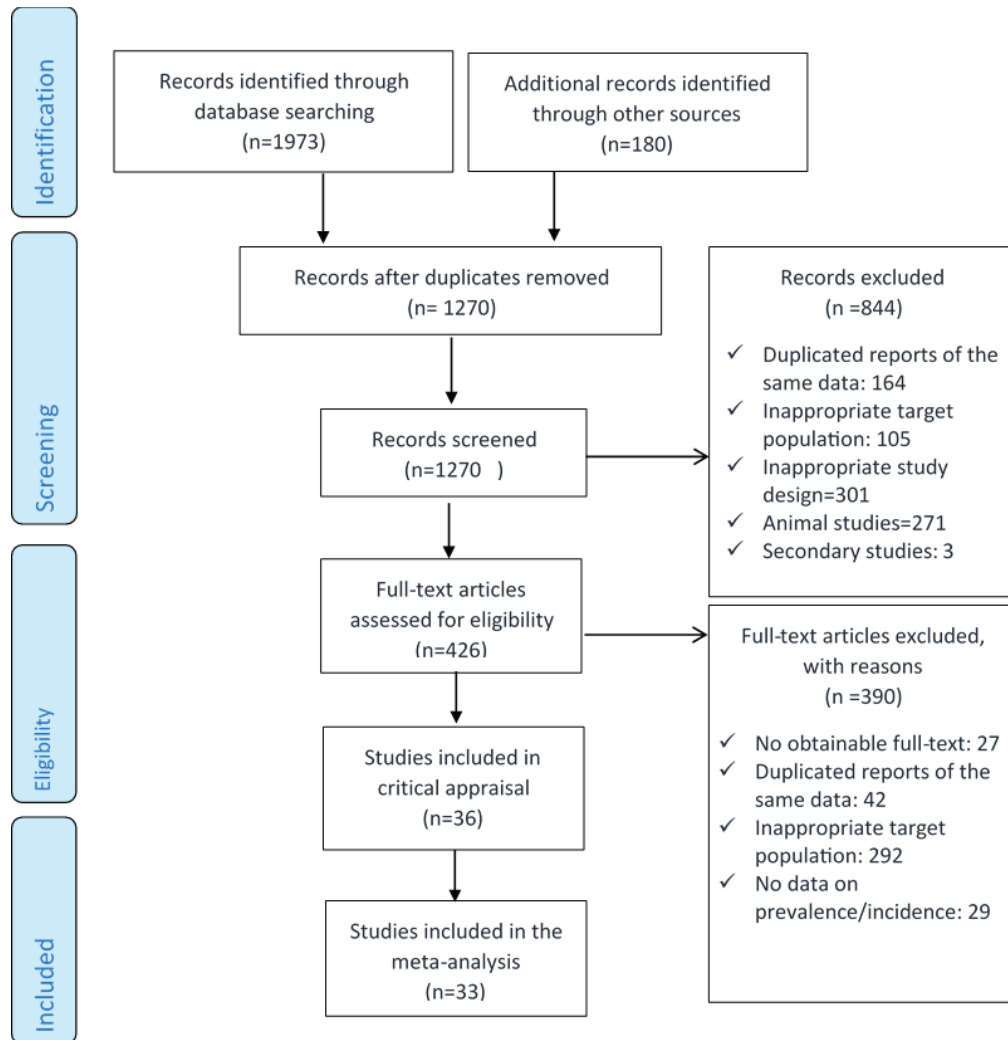 Identification
Records identified through
database searching
(n=1973)
Additional records identified
through other sources
(n=180)
Screening
Records after duplicates removed
(n= 1270)
Records screened
(n=1270   )
Records excluded
(n =844)
✓ Duplicated reports of the
same data: 164
✓ Inappropriate target
population: 105
✓ Inappropriate study
design=301
✓ Animal studies=271
✓ Secondary studies: 3
Eligibility
Full-text articles
assessed for eligibility
(n=426)
Full-text articles excluded,
with reasons
(n =390)
✓ No obtainable full-text: 27
✓ Duplicated reports of the
same data: 42
✓ Inappropriate target
population: 292
✓ No data on
prevalence/incidence: 29
Studies included in
critical appraisal
(n=36)
Included
Studies included in the
meta-analysis
(n=33)